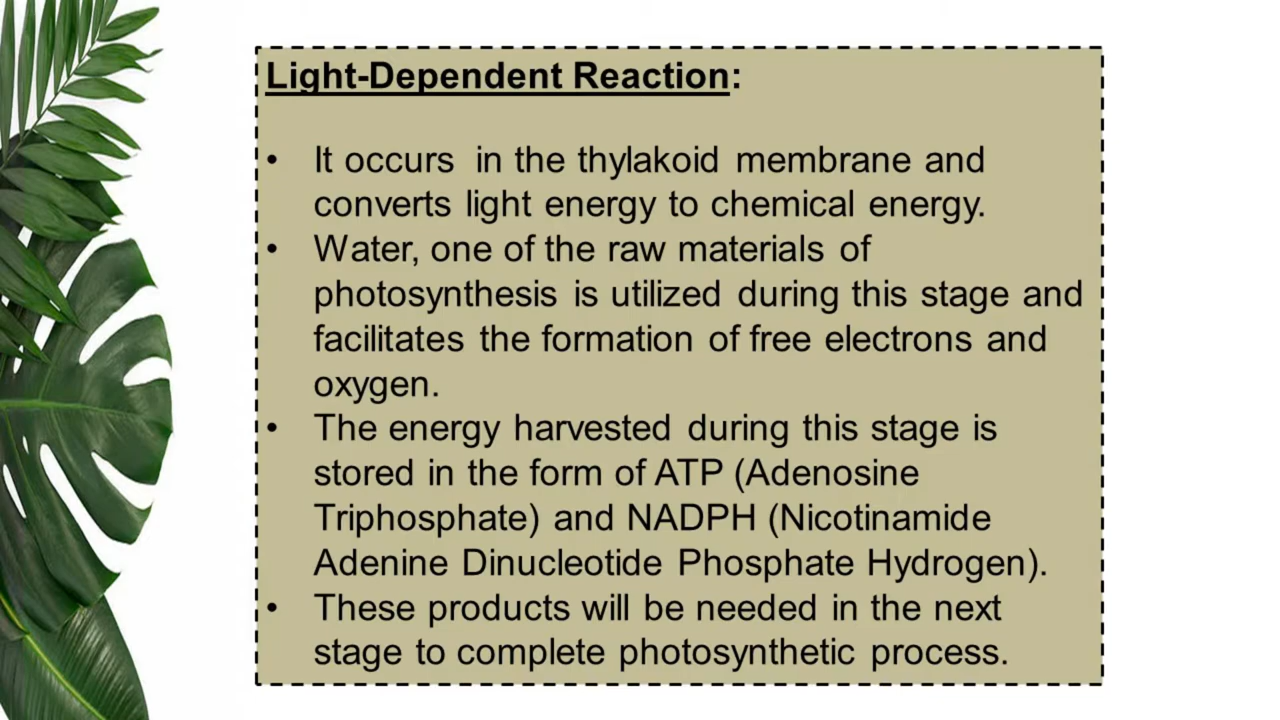 Light-Dependent Reaction:
• It occurs in the thylakoid membrane and
converts light energy to chemical energy.
• Water, one of the raw materials of
photosynthesis is utilized during this stage and
facilitates the formation of free electrons and
oxygen.
• The energy harvested during this stage is
stored in the form of ATP (Adenosine
Triphosphate) and NADPH (Nicotinamide
Adenine Dinucleotide Phosphate Hydrogen).
• These products will be needed in the next
stage to complete photosynthetic process.